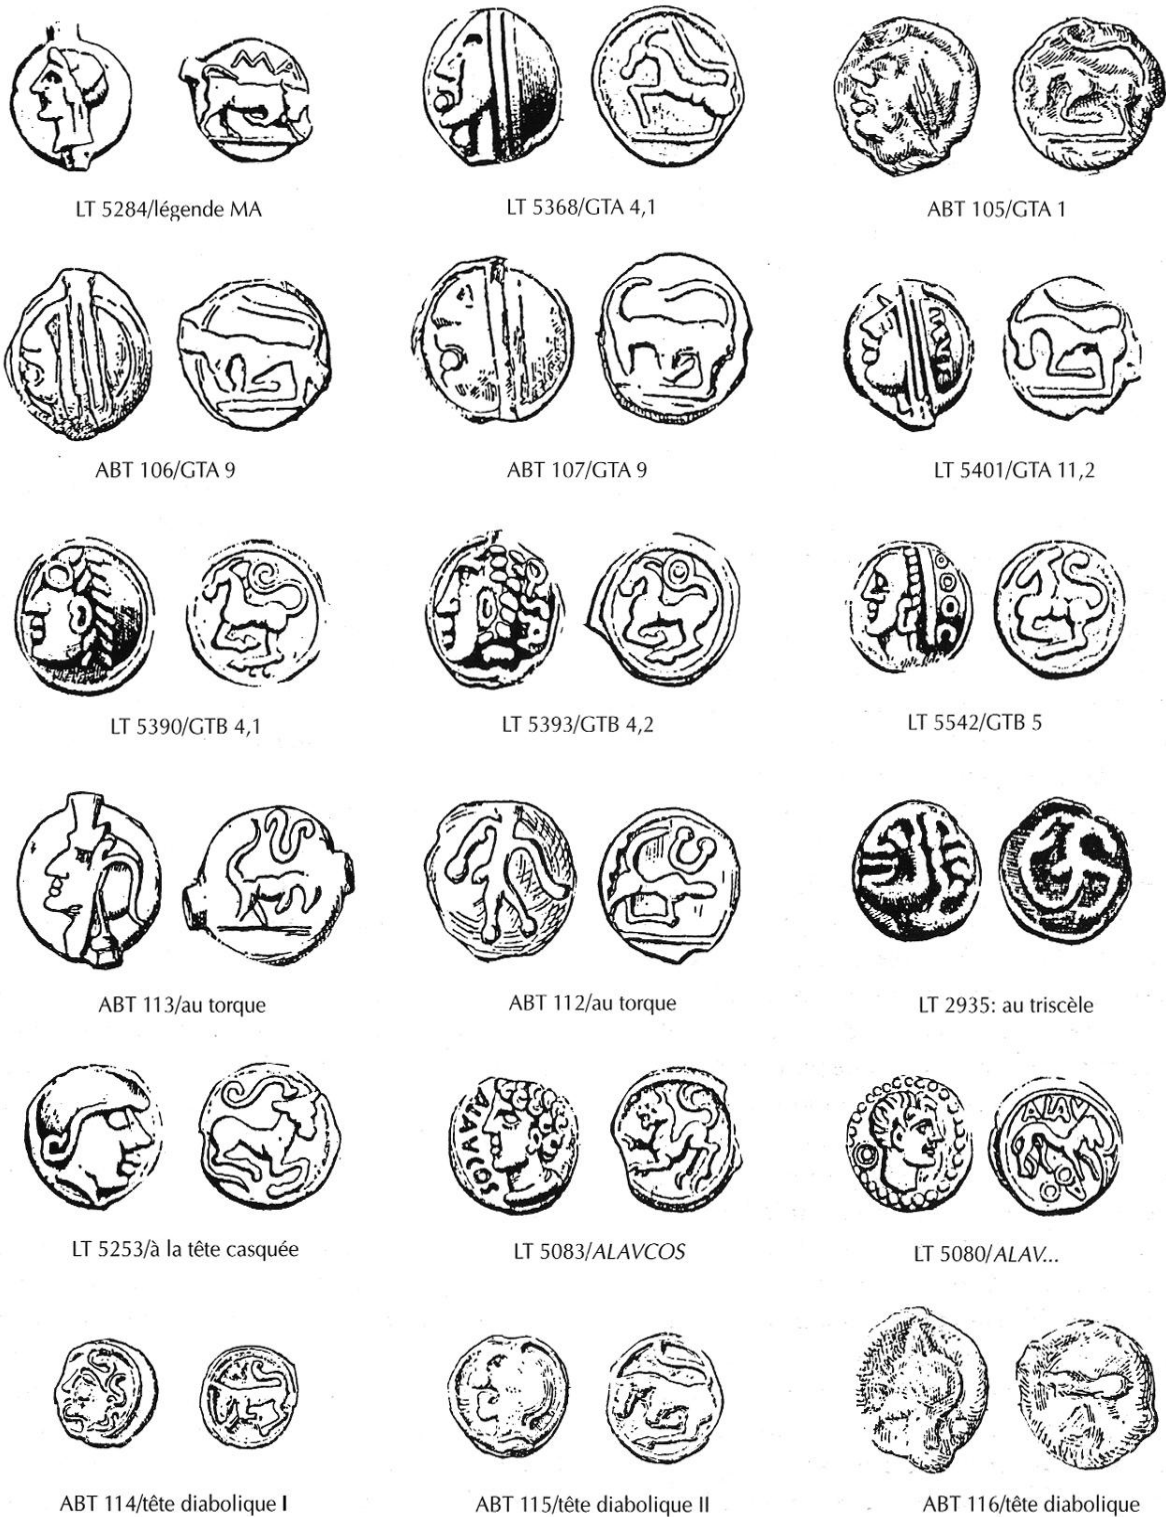 LT 5284/légende MA
LT 5368/GTA 4,1
ABT 105/GTA 1
ABT 106/GTA 9
ABT 107/GTA 9
LT 5401/GTA 11,2
LT 5390/GTB 4,1
LT 5393/GTB 4,2
LT 5542/GTB 5
ABT 113/au torque
ABT 112/au torque
LT 2935: au triscèle
ALAVCOS
ALAV
LT 5253/à la tête casquée
LT 5083/ALAVCOS
LT 5080/ALAV...
ABT 114/tête diabolique I
ABT 115/tête diabolique II
ABT 116/tête diabolique